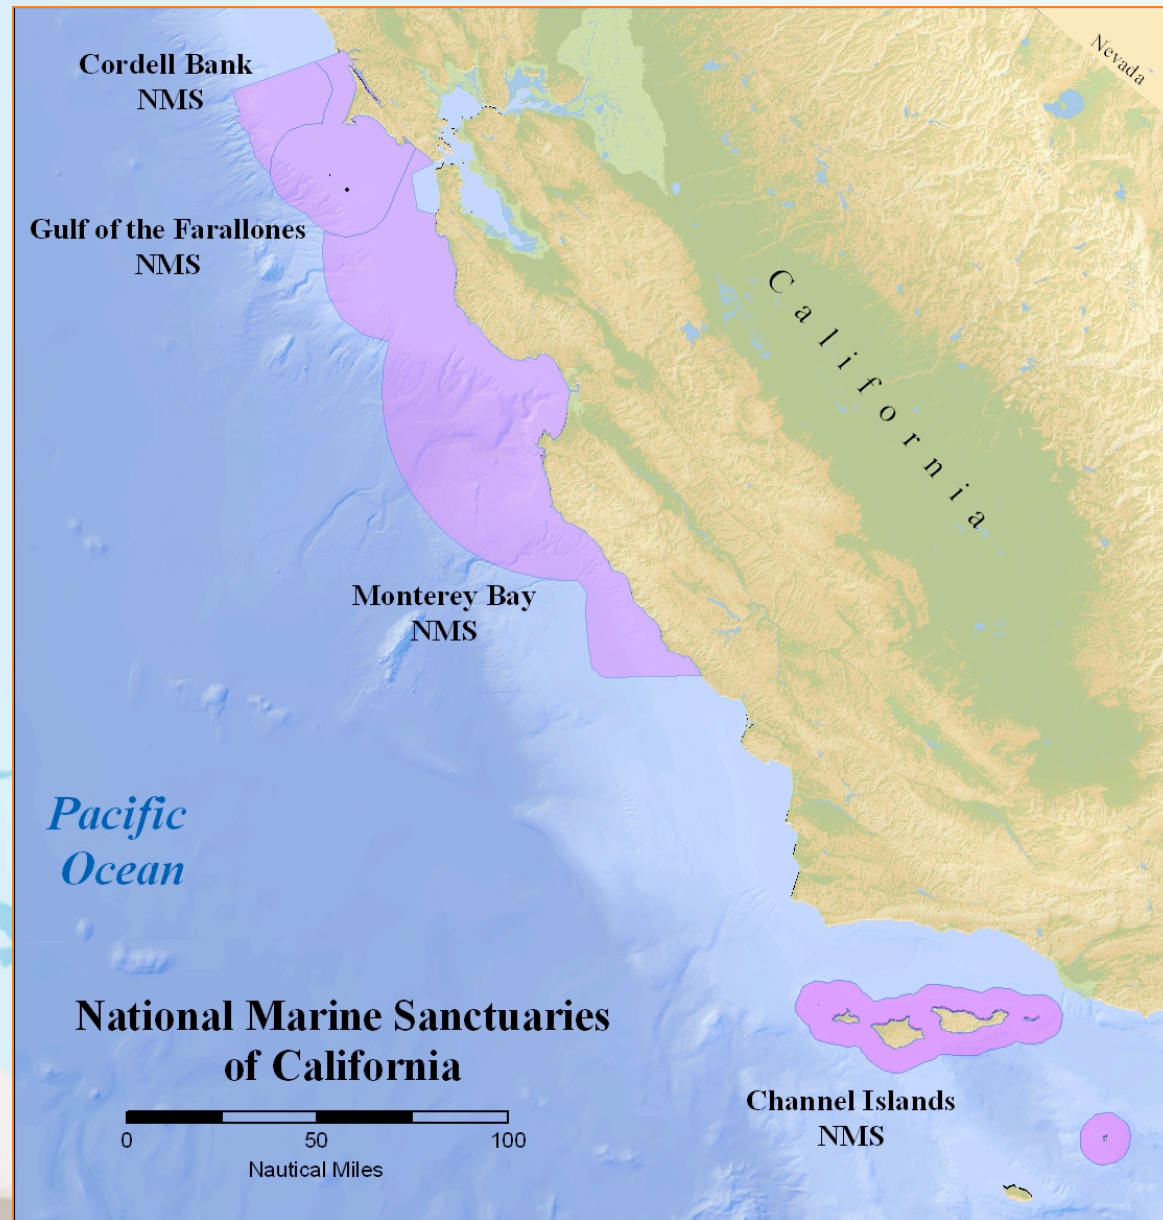 Cordell Bank
NMS
Nevada
Gulf of the Farallones
NMS
California
Monterey Bay
NMS
Pacific
Ocean
National Marine Sanctuaries
of California
0 50 100
Nautical Miles
Channel Islands
NMS